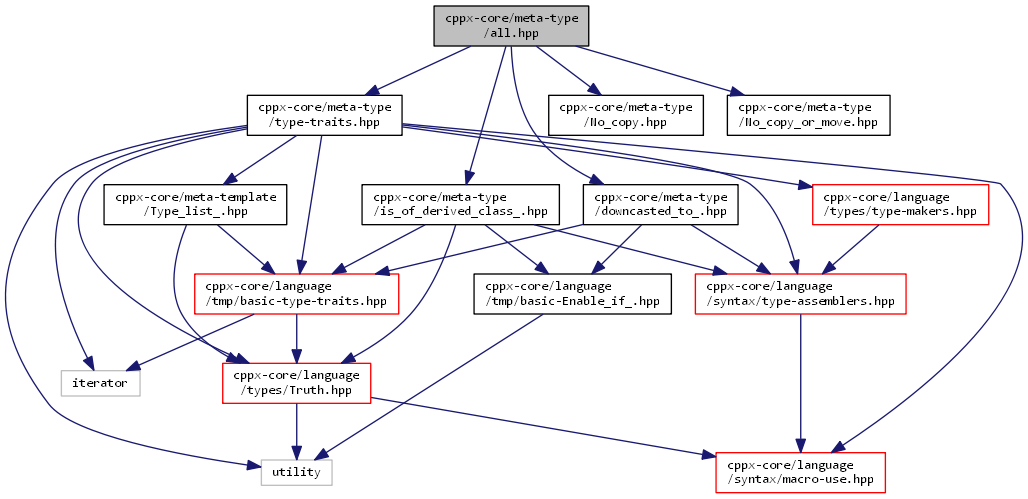 cppx-core/meta-type
/all.hpp
cppx-core/meta-type
/type-traits.hpp
cppx-core/meta-type
/No_copy.hpp
cppx-core/meta-type
/No_copy_or_move.hpp
cppx-core/meta-template
/Type_list_.hpp
cppx-core/meta-type
/is_of_derived_class_.hpp
cppx-core/meta-type
/downcasted_to_.hpp
cppx-core/language
/types/type-makers.hpp
cppx-core/language
/tmp/basic-type-traits.hpp
cppx-core/language
/tmp/basic-Enable_if_.hpp
cppx-core/language
/syntax/type-assemblers.hpp
iterator
cppx-core/language
/types/Truth.hpp
utility
cppx-core/language
/syntax/macro-use.hpp